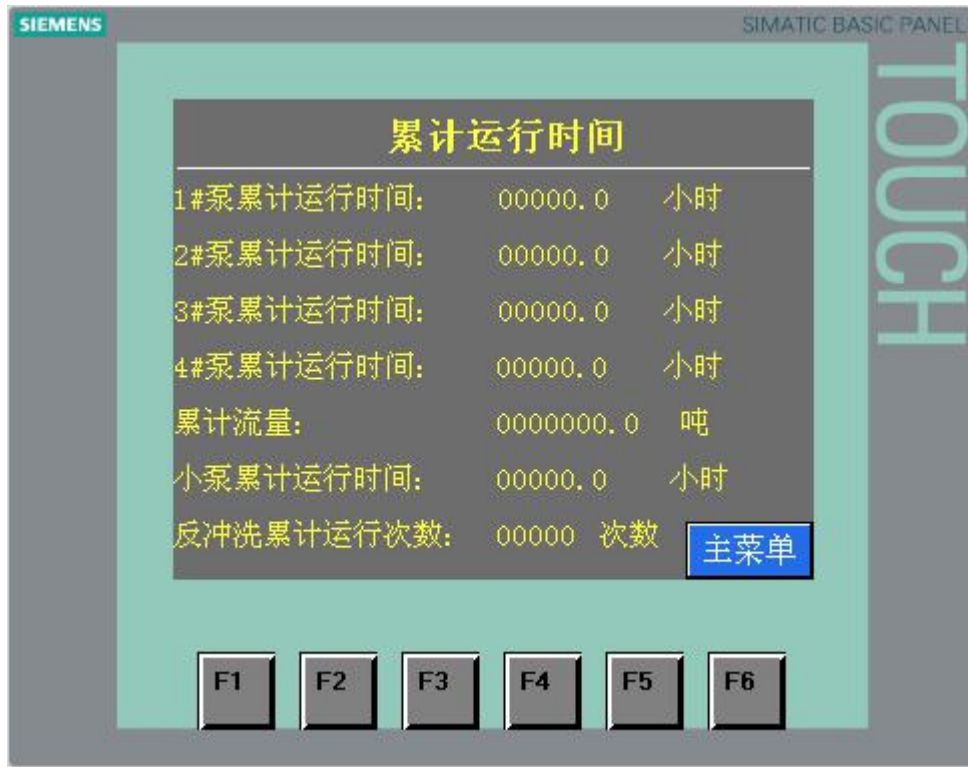 SIEMENS
SIMATIC BASIC PANEL
TOUCH
累计运行时间
1#泵累计运行时间: 00000.0 小时
2#泵累计运行时间: 00000.0 小时
3#泵累计运行时间: 00000.0 小时
4#泵累计运行时间: 00000.0 小时
累计流量: 0000000.0 吨
小泵累计运行时间: 00000.0 小时
反冲洗累计运行次数: 00000 次数
主菜单
F1 F2 F3 F4 F5 F6